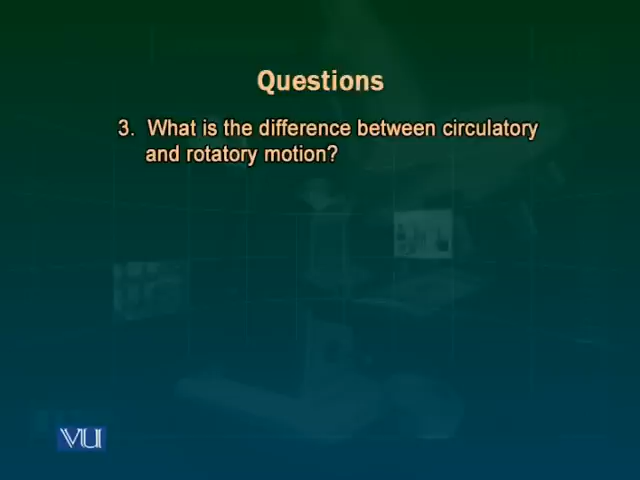 Questions
3. What is the difference between circulatory
and rotatory motion?
VU